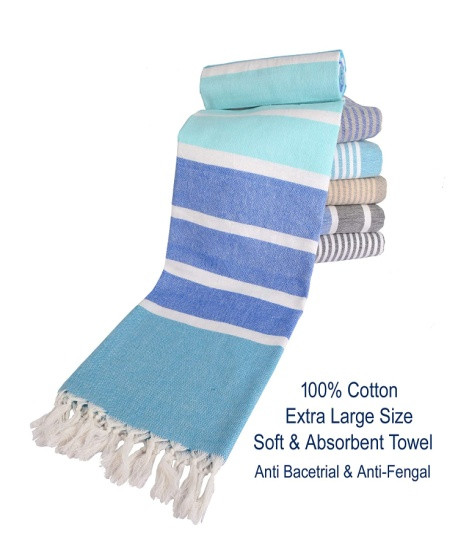 100% Cotton
Extra Large Size
Soft & Absorbent Towel
Anti Bacetrial & Anti-Fengal